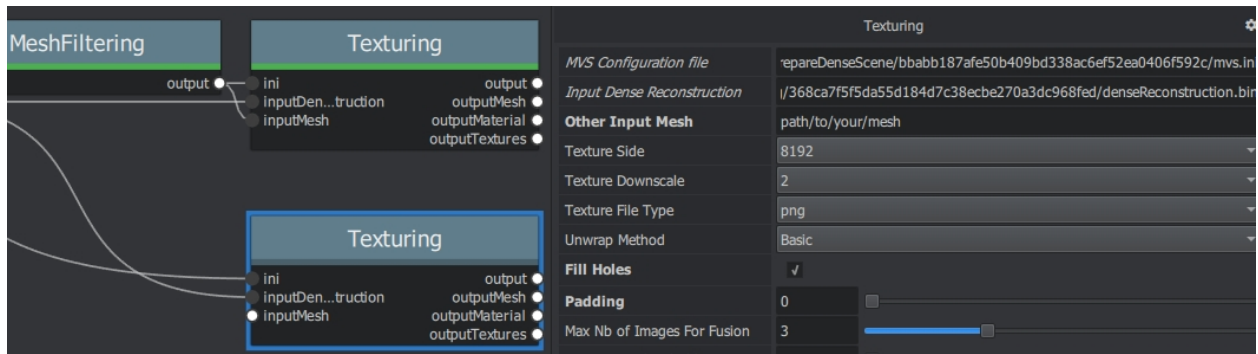 MeshFiltering
output
Texturing
ini
inputDen...truction
inputMesh
output
outputMesh
outputMaterial
outputTextures
Texturing
ini
inputDen...truction
inputMesh
output
outputMesh
outputMaterial
outputTextures
Texturing
MVS Configuration file
repareDenseScene/bbabb187afe50b409bd338ac6ef52ea0406f592c/mvs.ini
Input Dense Reconstruction
/368ca7f5f5da55d184d7c38ecbe270a3dc968fed/denseReconstruction.bin
Other Input Mesh
path/to/your/mesh
Texture Side
8192
Texture Downscale
2
Texture File Type
png
Unwrap Method
Basic
Fill Holes
Padding
0
Max Nb of Images For Fusion
3